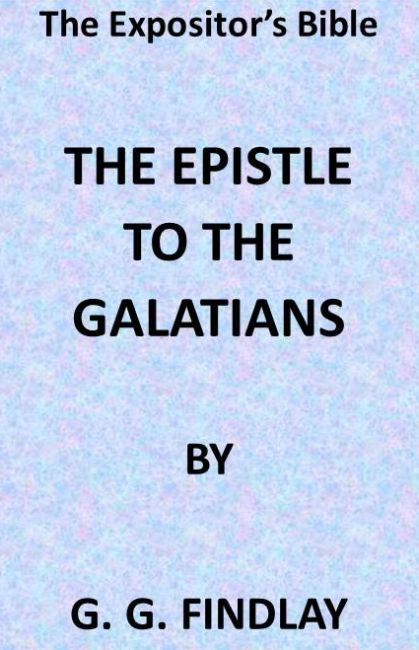 The Expositor’s Bible
THE EPISTLE
TO THE
GALATIANS
BY
G. G. FINDLAY